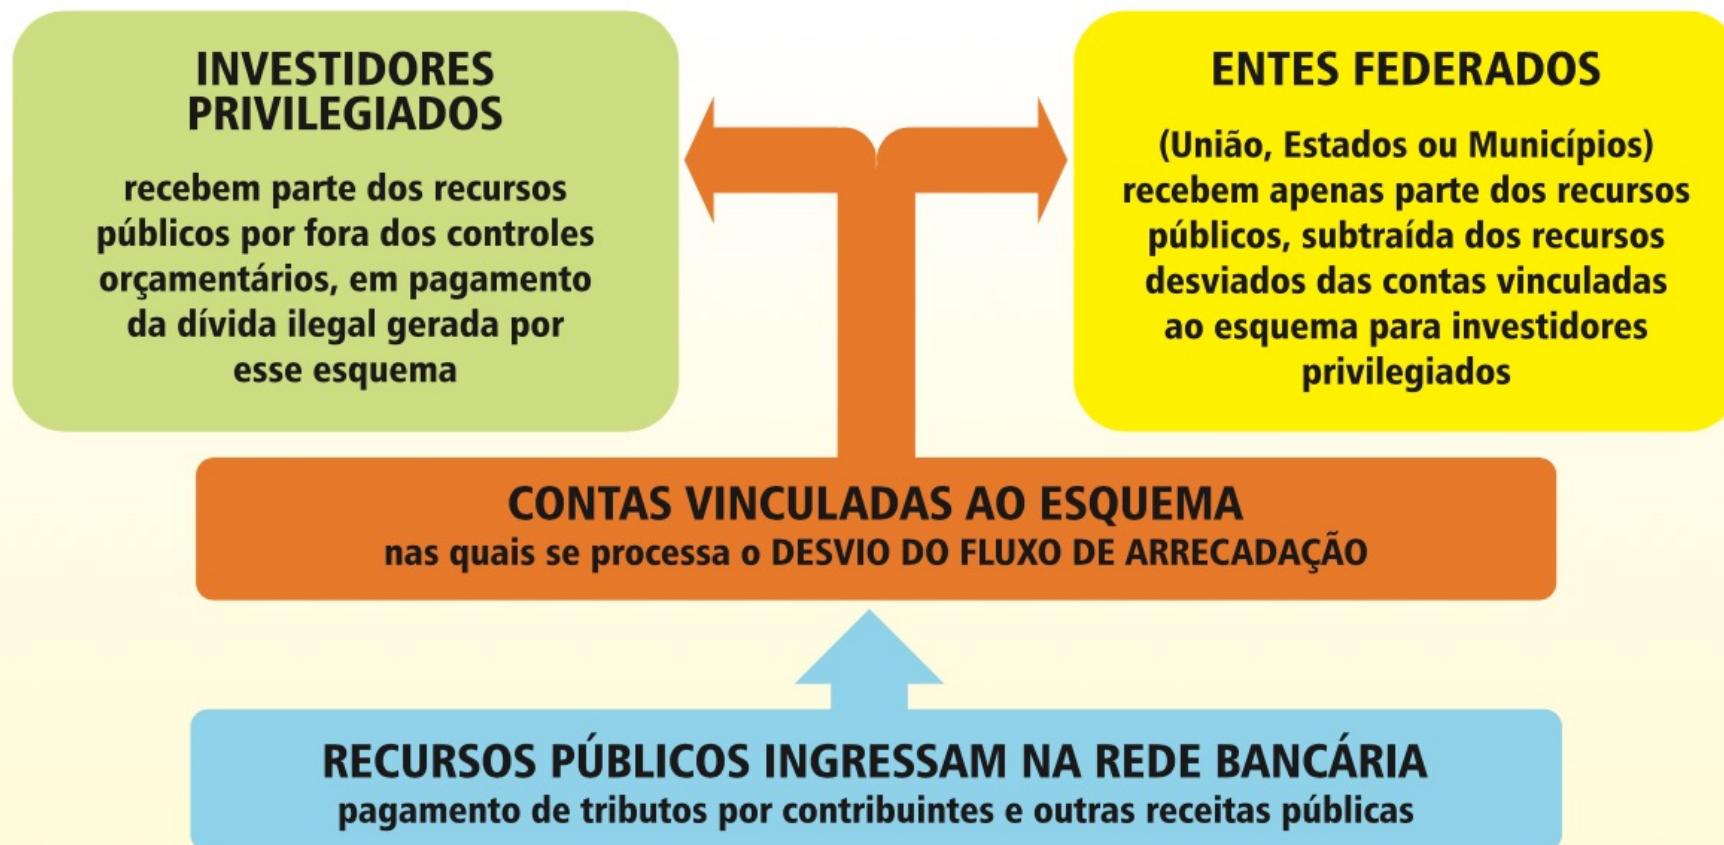 INVESTIDORES
PRIVILEGIADOS
recebem parte dos recursos
públicos por fora dos controles
orçamentários, em pagamento
da dívida ilegal gerada por
esse esquema
ENTES FEDERADOS
(União, Estados ou Municípios)
recebem apenas parte dos recursos
públicos, subtraída dos recursos
desviados das contas vinculadas
ao esquema para investidores
privilegiados
CONTAS VINCULADAS AO ESQUEMA
nas quais se processa o DESVIO DO FLUXO DE ARRECADAÇÃO
RECURSOS PÚBLICOS INGRESSAM NA REDE BANCÁRIA
pagamento de tributos por contribuintes e outras receitas públicas